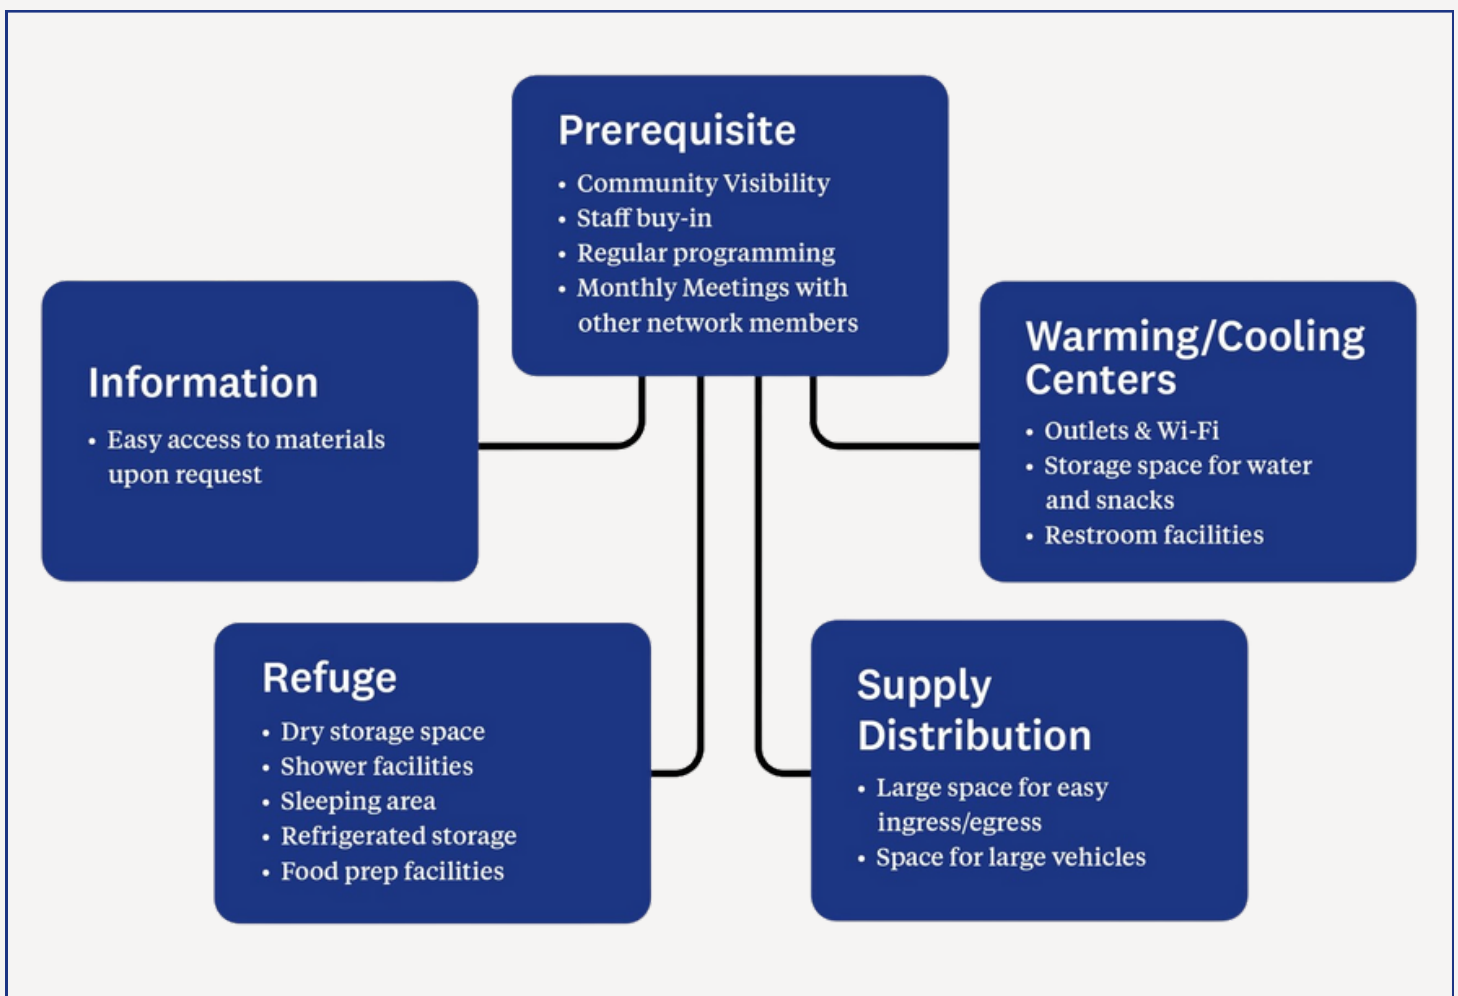 Prerequisite
• Community Visibility
• Staff buy-in
• Regular programming
• Monthly Meetings with
other network members
Information
• Easy access to materials
upon request
Warming/Cooling
Centers
• Outlets & Wi-Fi
• Storage space for water
and snacks
• Restroom facilities
Refuge
• Dry storage space
• Shower facilities
• Sleeping area
• Refrigerated storage
• Food prep facilities
Supply
Distribution
• Large space for easy
ingress/egress
• Space for large vehicles